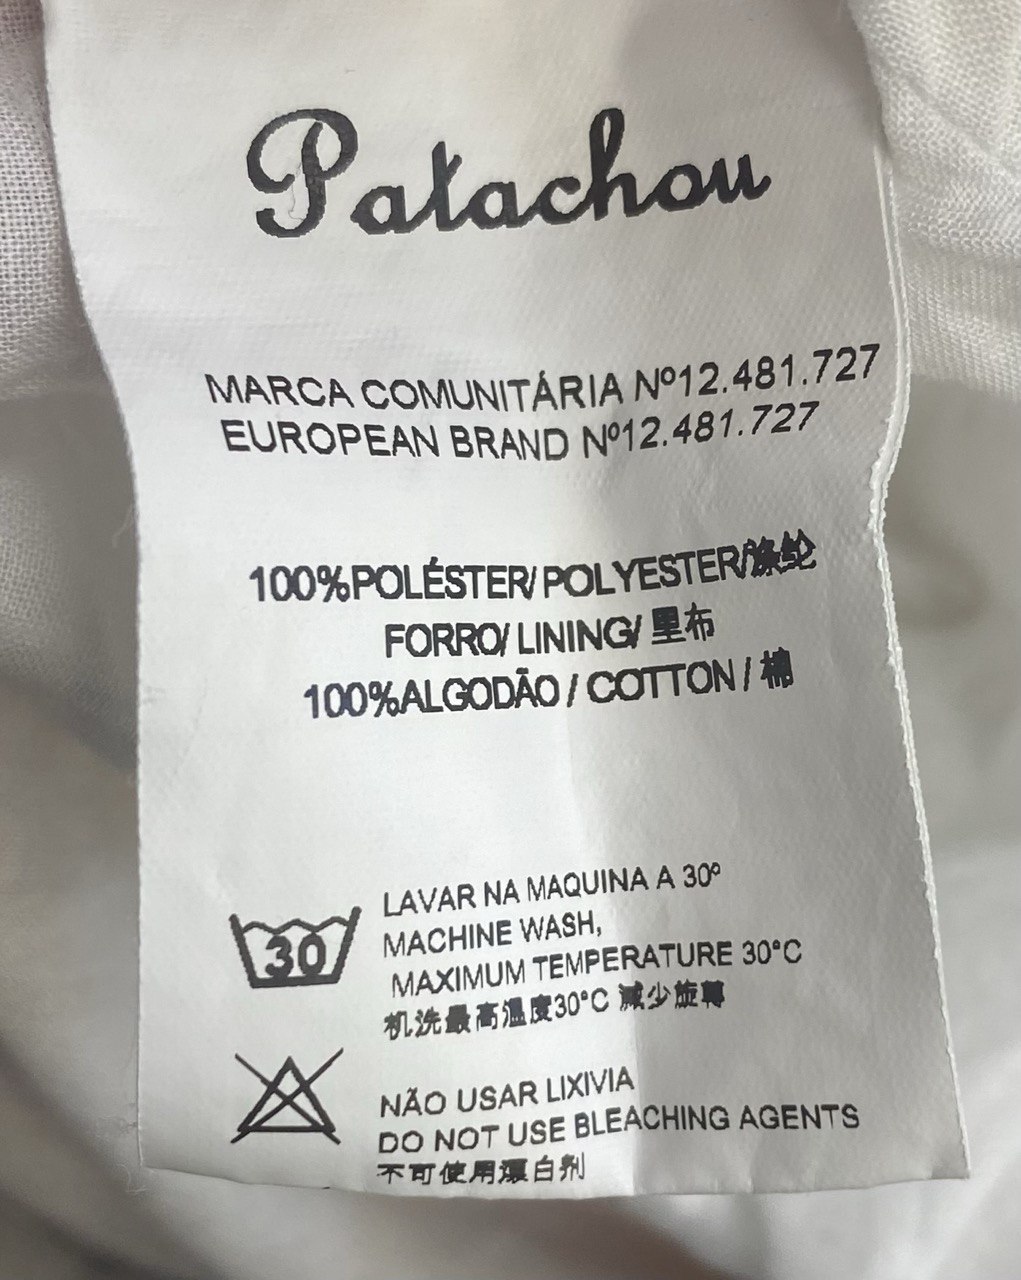 Patachou
MARCA COMUNITÁRIA Nº12.481.727
EUROPEAN BRAND Nº12.481.727
100%POLÉSTER/POLYESTER/涤纶
FORRO/ LINING/ 里布
100%ALGODÃO / COTTON / 棉
LAVAR NA MAQUINA A 30º
30
MACHINE WASH,
MAXIMUM TEMPERATURE 30°C
机洗最高温度30°C 減少旋轉
NÃO USAR LIXIVIA
DO NOT USE BLEACHING AGENTS
不可使用漂白剂